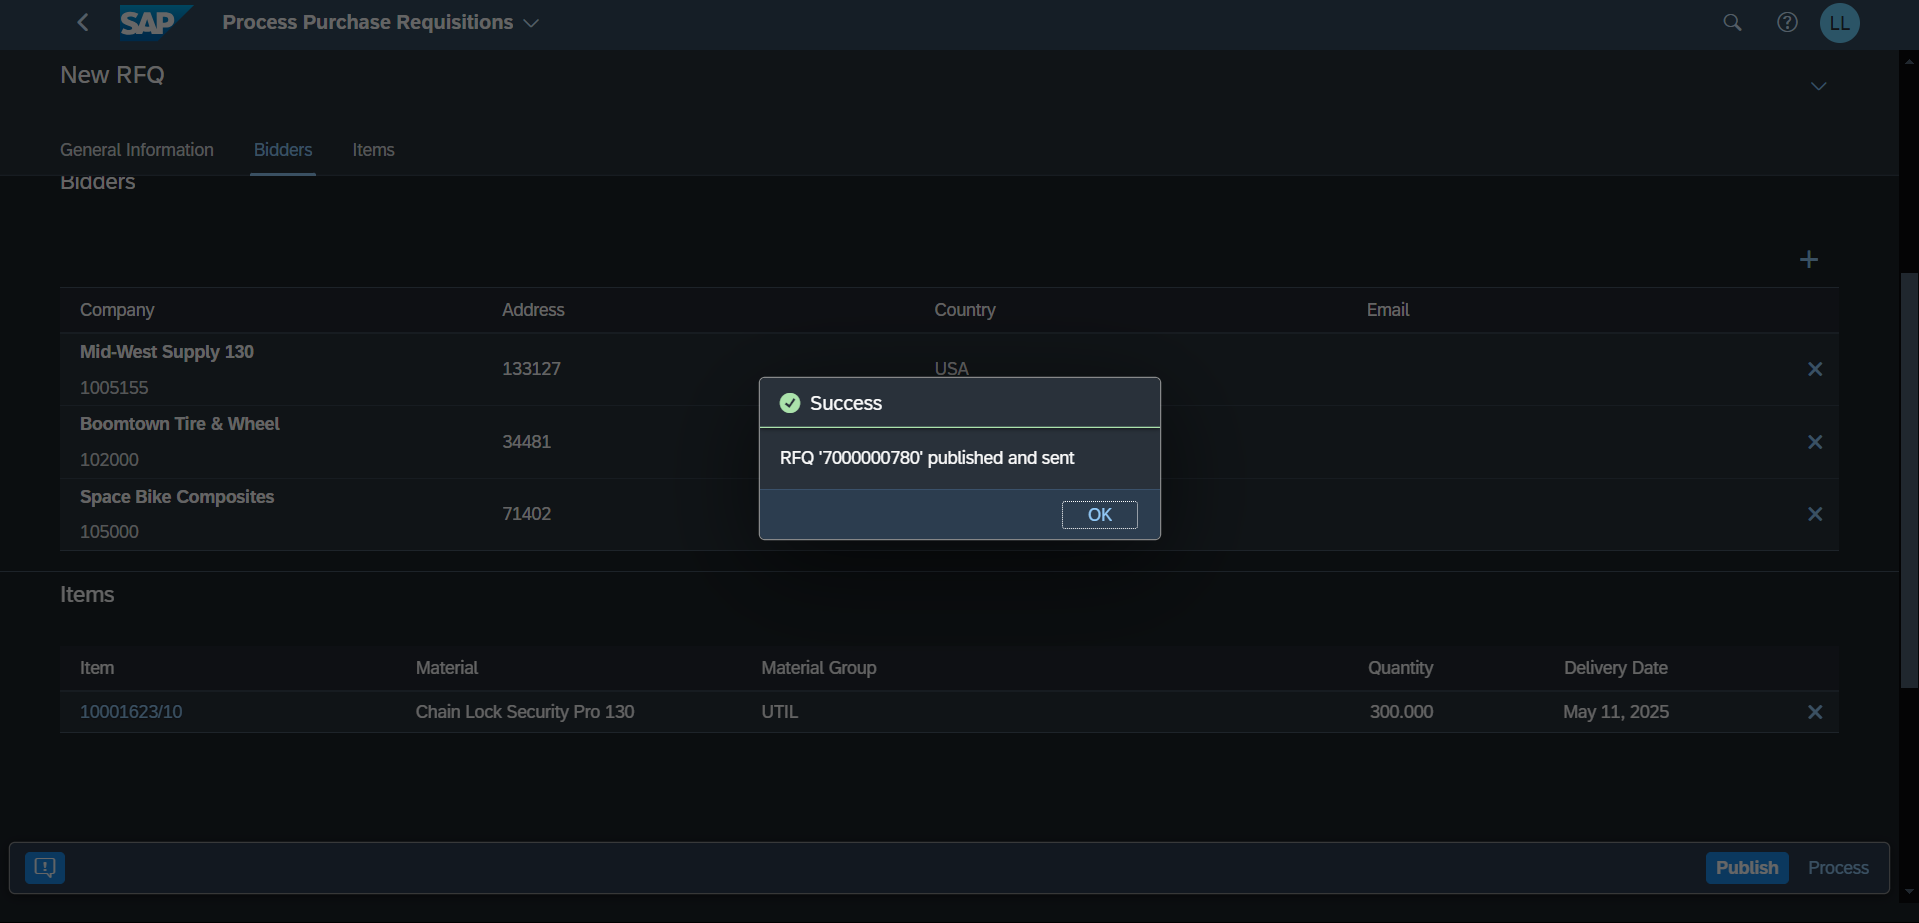 SAP Process Purchase Requisitions LL
New RFQ
General Information Bidders Items
Bidders
Company Address Country Email
Mid-West Supply 130
1005155
133127 USA
Boomtown Tire & Wheel
102000
34481
Space Bike Composites
105000
71402
Success
RFQ '7000000780' published and sent
OK
Items
Item Material Material Group Quantity Delivery Date
10001623/10 Chain Lock Security Pro 130 UTIL 300.000 May 11, 2025
Publish Process